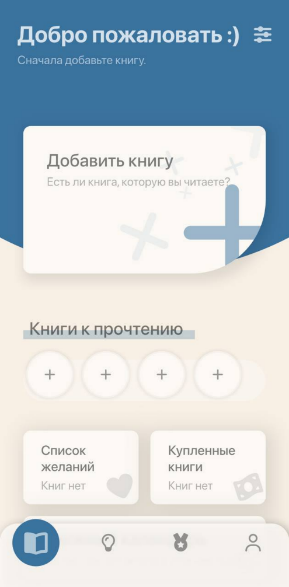 Добро пожаловать :)
Сначала добавьте книгу.
Добавить книгу
Есть ли книга, которую вы читаете?
Книги к прочтению
Список
желаний
Книг нет
Купленные
книги
Книг нет